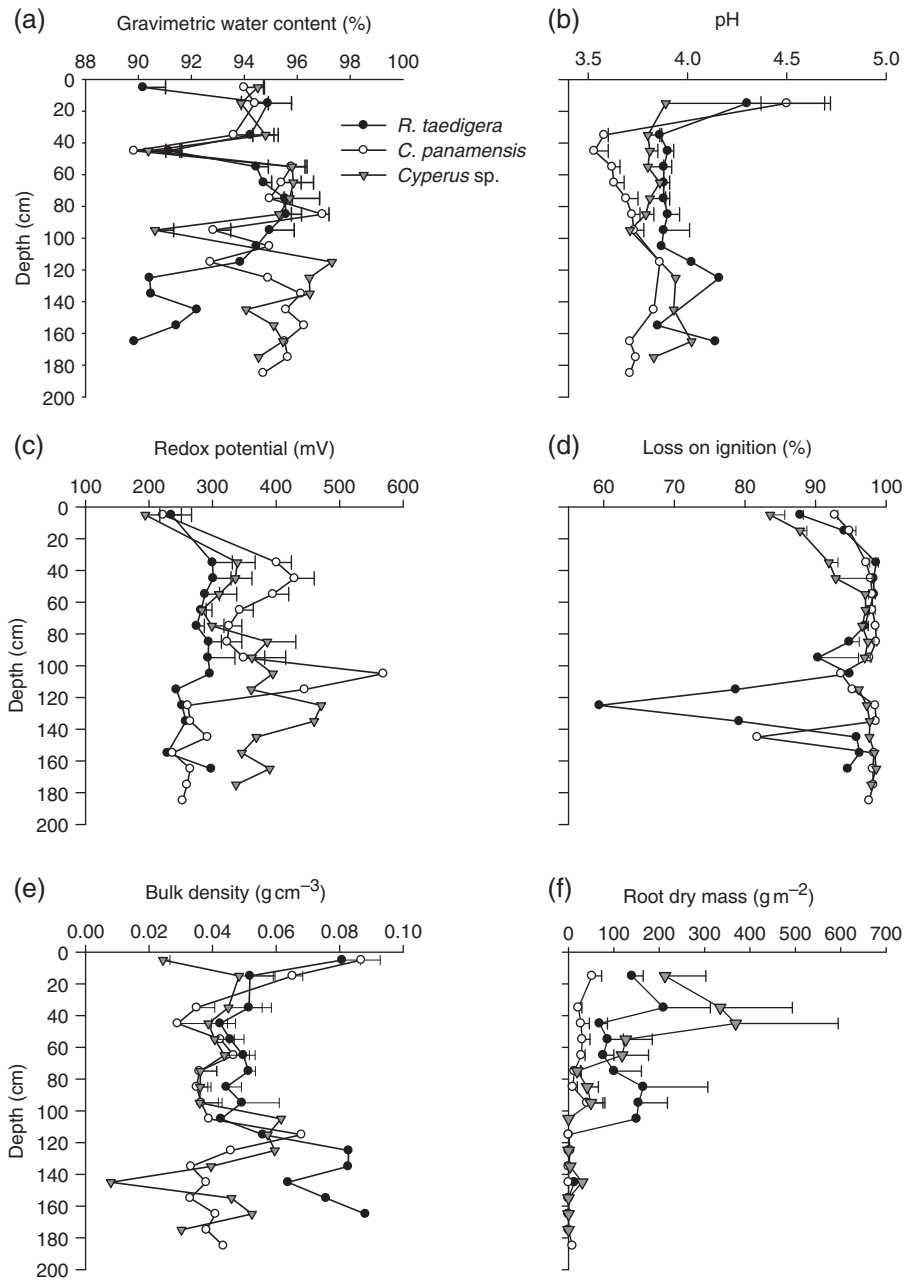 (a)
Gravimetric water content (%)
88 90 92 94 96 98 100
Depth (cm)
0
20
40
60
80
100
120
140
160
180
200
R. taedigera
C. panamensis
Cyperus sp.
(b)
pH
3.5 4.0 4.5 5.0
(c)
Redox potential (mV)
100 200 300 400 500 600
Depth (cm)
0
20
40
60
80
100
120
140
160
180
200
(d)
Loss on ignition (%)
60 70 80 90 100
(e)
Bulk density (g cm⁻³)
0.00 0.02 0.04 0.06 0.08 0.10
Depth (cm)
0
20
40
60
80
100
120
140
160
180
200
(f)
Root dry mass (g m⁻²)
0 100 200 300 400 500 600 700